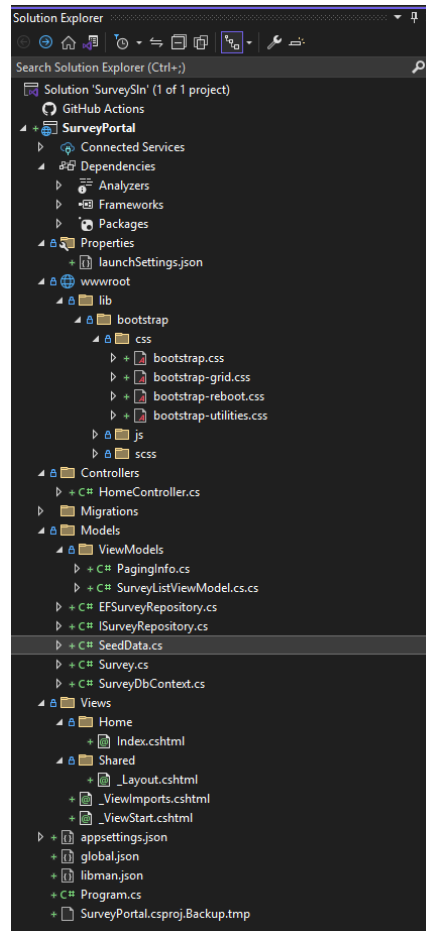 Solution Explorer
Search Solution Explorer (Ctrl+;)
Solution 'SurveySln' (1 of 1 project)
GitHub Actions
SurveyPortal
Connected Services
Dependencies
Analyzers
Frameworks
Packages
Properties
launchSettings.json
wwwroot
lib
bootstrap
css
bootstrap.css
bootstrap-grid.css
bootstrap-reboot.css
bootstrap-utilities.css
js
scss
Controllers
C# HomeController.cs
Migrations
Models
ViewModels
C# PagingInfo.cs
C# SurveyListViewModel.cs.cs
C# EFSurveyRepository.cs
C# ISurveyRepository.cs
C# SeedData.cs
C# Survey.cs
C# SurveyDbContext.cs
Views
Home
Index.cshtml
Shared
_Layout.cshtml
_ViewImports.cshtml
_ViewStart.cshtml
appsettings.json
global.json
libman.json
C# Program.cs
SurveyPortal.csproj.Backup.tmp